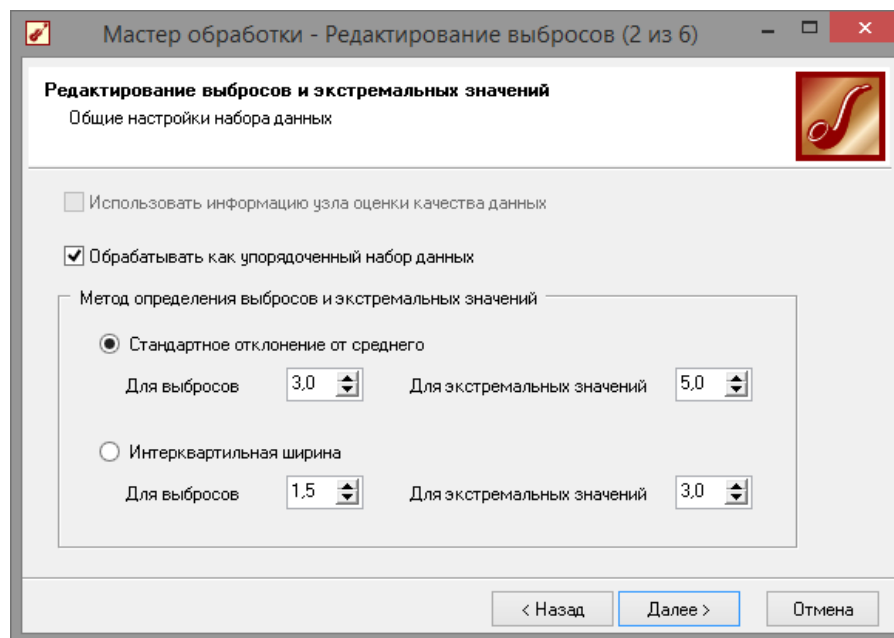 Мастер обработки - Редактирование выбросов (2 из 6)
Редактирование выбросов и экстремальных значений
Общие настройки набора данных
Использовать информацию узла оценки качества данных
Обрабатывать как упорядоченный набор данных
Метод определения выбросов и экстремальных значений
Стандартное отклонение от среднего
Для выбросов 3,0 Для экстремальных значений 5,0
Интерквартильная ширина
Для выбросов 1,5 Для экстремальных значений 3,0
< Назад Далее > Отмена